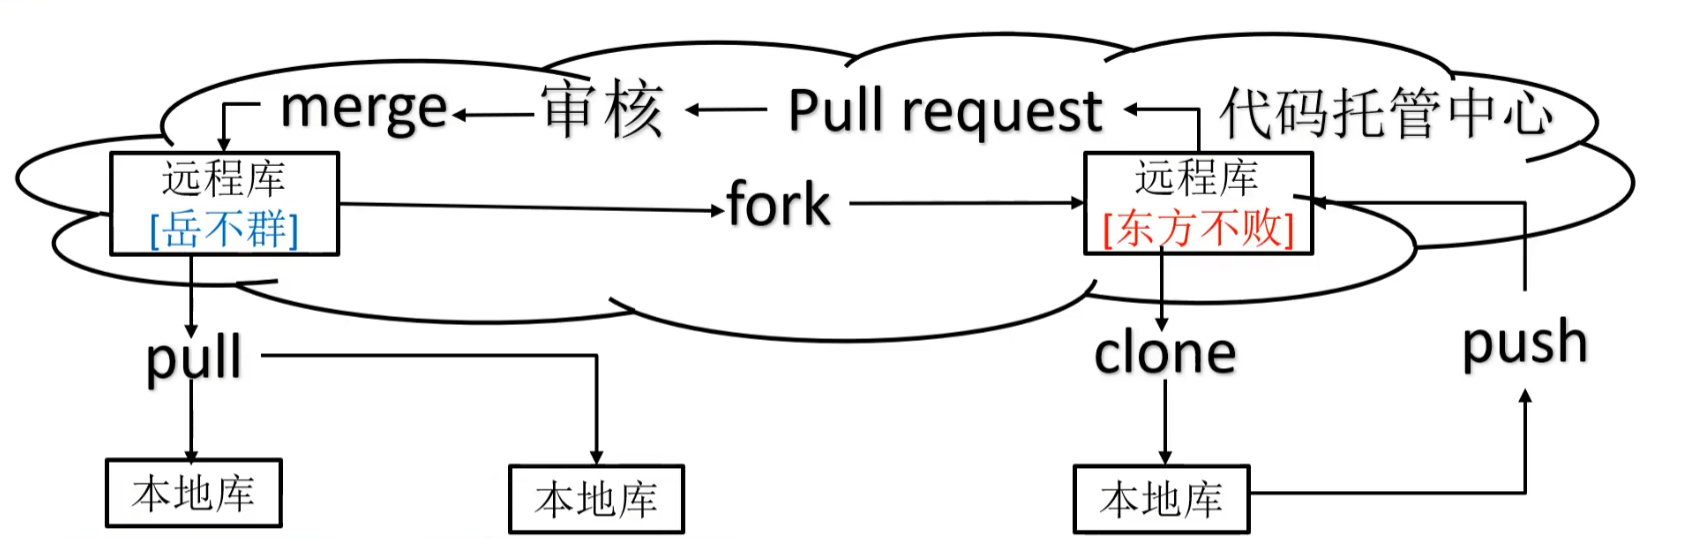 merge
审核
Pull request
代码托管中心
远程库
[岳不群]
fork
远程库
[东方不败]
pull
clone
push
本地库
本地库
本地库